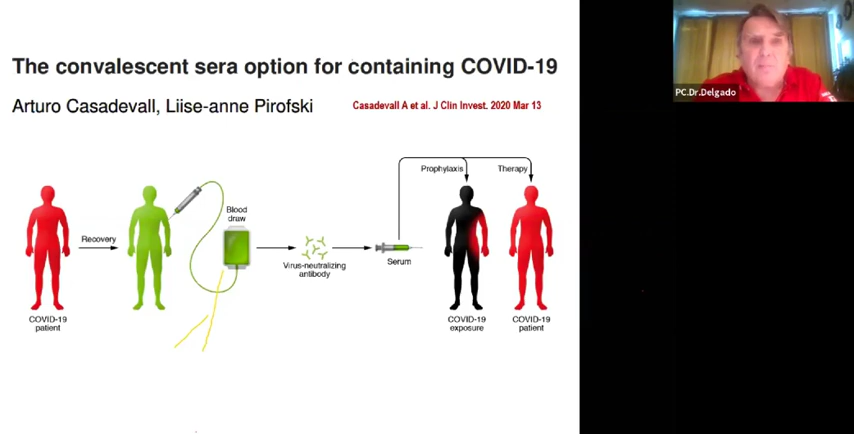 The convalescent sera option for containing COVID-19
Arturo Casadevall, Liise-anne Pirofski
Casadevall A et al. J Clin Invest. 2020 Mar 13
PC.Dr.Delgado
Prophylaxis
Therapy
Blood
draw
Recovery
Virus-neutralizing
antibody
Serum
COVID-19
patient
COVID-19
exposure
COVID-19
patient